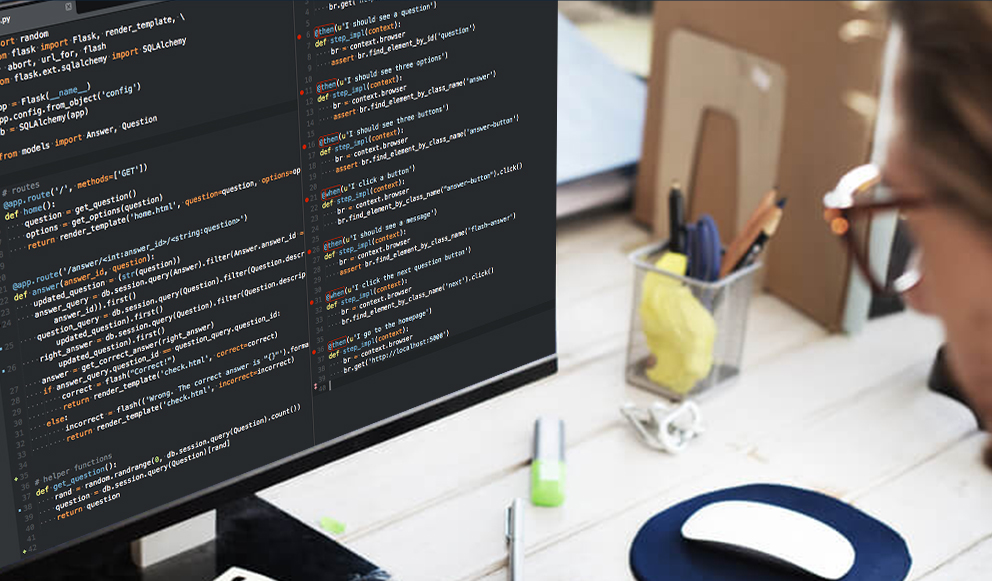 .py
ort random
flask import Flask, render_template, \
abort, url_for, flash
from flask.ext.sqlalchemy import SQLAlchemy
app = Flask(__name__)
app.config.from_object('config')
db = SQLAlchemy(app)
from models import Answer, Question
# routes
@app.route('/', methods=['GET'])
def home():
question = get_question()
options = get_options(question)
return render_template('home.html', question=question, options=op
@app.route('/answer/<int:answer_id>/<string:question>')
def answer(answer_id, question):
updated_question = (str(question))
answer_query = db.session.query(Answer).filter(Answer.answer_id =
answer_id).first()
question_query = db.session.query(Question).filter(Question.descr
updated_question).first()
right_answer = db.session.query(Question).filter(Question.descrip
updated_question).first()
answer = get_correct_answer(right_answer)
if answer_query.question_id == question_query.question_id:
correct = flash("Correct!")
return render_template('check.html', correct=correct)
else:
incorrect = flash(('Wrong. The correct answer is "{}"').forma
return render_template('check.html', incorrect=incorrect)
# helper functions
def get_question():
rand = random.randrange(0, db.session.query(Question).count())
question = db.session.query(Question)[rand]
return question
@then(u'I should see a question')
def step_impl(context):
br = context.browser
assert br.find_element_by_id('question')
@then(u'I should see three options')
def step_impl(context):
br = context.browser
assert br.find_element_by_class_name('answer')
@then(u'I should see three buttons')
def step_impl(context):
br = context.browser
assert br.find_element_by_class_name('answer-button')
@when(u'I click a button')
def step_impl(context):
br = context.browser
br.find_element_by_class_name("answer-button").click()
@then(u'I should see a message')
def step_impl(context):
br = context.browser
assert br.find_element_by_class_name('flash-answer')
@when(u'I click the next question button')
def step_impl(context):
br = context.browser
br.find_element_by_class_name('next').click()
@then(u'I go to the homepage')
def step_impl(context):
br = context.browser
br.get('http://localhost:5000')